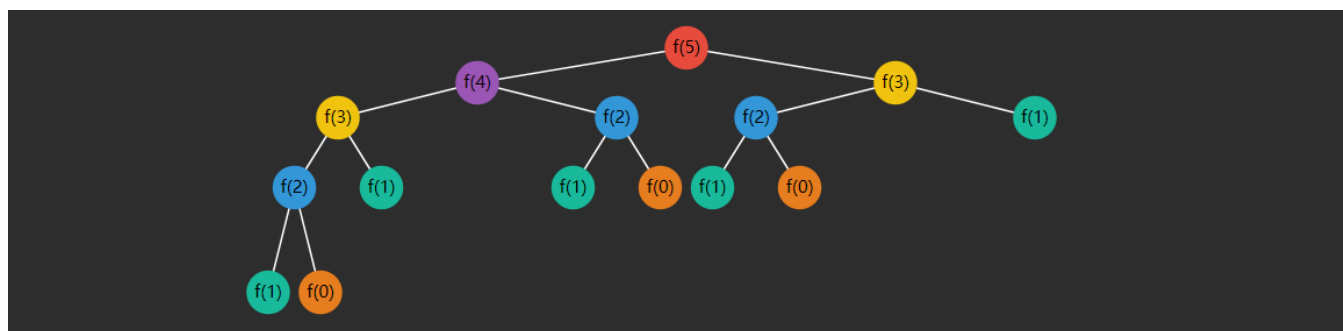 f(5)
f(4) f(3)
f(3) f(2) f(2) f(1)
f(2) f(1) f(1) f(0) f(1) f(0)
f(1) f(0)